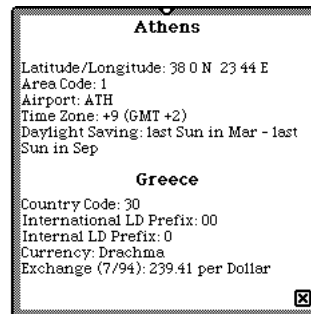 Athens
Latitude/Longitude: 38 0 N 23 44 E
Area Code: 1
Airport: ATH
Time Zone: +9 (GMT +2)
Daylight Saving: last Sun in Mar - last
Sun in Sep
Greece
Country Code: 30
International LD Prefix: 00
Internal LD Prefix: 0
Currency: Drachma
Exchange (7/94): 239.41 per Dollar